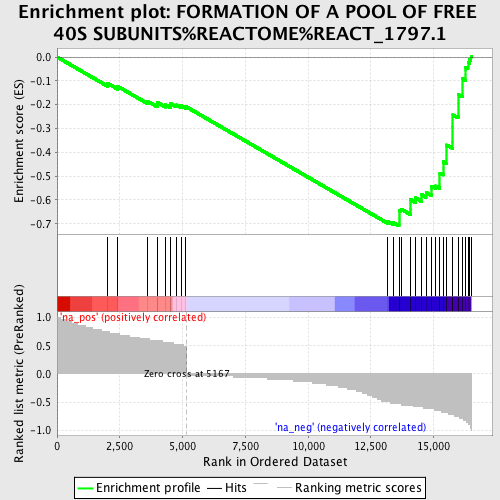 Enrichment plot: FORMATION OF A POOL OF FREE
40S SUBUNITS%REACTOME%REACT_1797.1
Enrichment score (ES)
0.0
-0.1
-0.2
-0.3
-0.4
-0.5
-0.6
-0.7
'na_pos' (positively correlated)
Ranked list metric (PreRanked)
1.0
0.5
0.0
-0.5
-1.0
Zero cross at 5167
'na_neg' (negatively correlated)
0
2,500
5,000
7,500
10,000
12,500
15,000
Rank in Ordered Dataset
Enrichment profile
Hits
Ranking metric scores